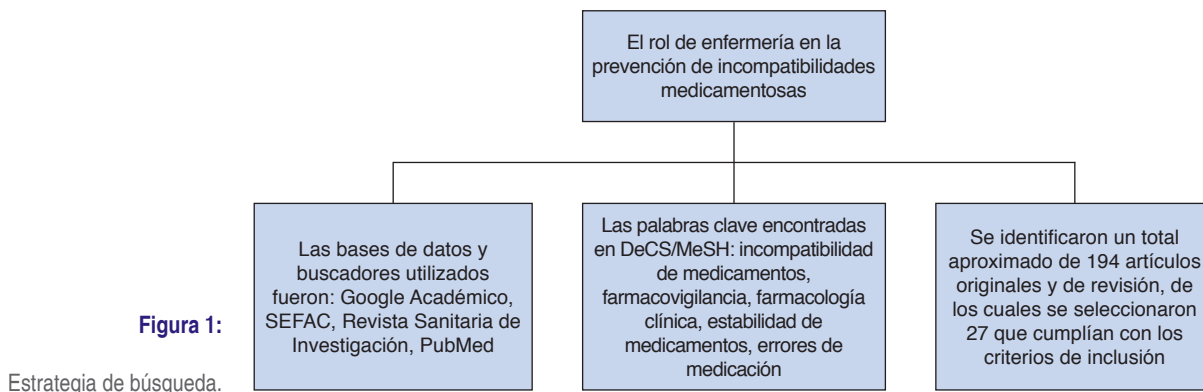 El rol de enfermería en la
prevención de incompatibilidades
medicamentosas
Las bases de datos y
buscadores utilizados
fueron: Google Académico,
SEFAC, Revista Sanitaria de
Investigación, PubMed
Las palabras clave encontradas
en DeCS/MeSH: incompatibilidad
de medicamentos,
farmacovigilancia, farmacología
clínica, estabilidad de
medicamentos, errores de
medicación
Se identificaron un total
aproximado de 194 artículos
originales y de revisión, de
los cuales se seleccionaron
27 que cumplían con los
criterios de inclusión
Figura 1:
Estrategia de búsqueda.